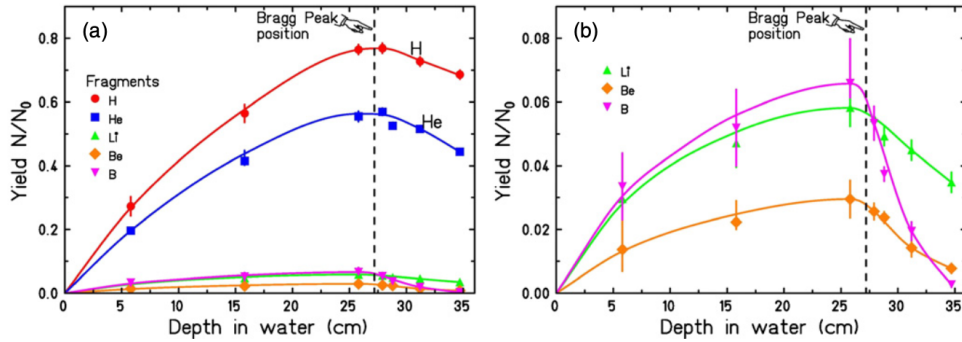 (a)
Bragg Peak
position
H
He
Fragments
H
He
Li
Be
B
Yield N/N0
0.8
0.6
0.4
0.2
0.0
0 5 10 15 20 25 30 35
Depth in water (cm)
(b)
Bragg Peak
position
Li
Be
B
Yield N/N0
0.08
0.06
0.04
0.02
0.00
0 5 10 15 20 25 30 35
Depth in water (cm)